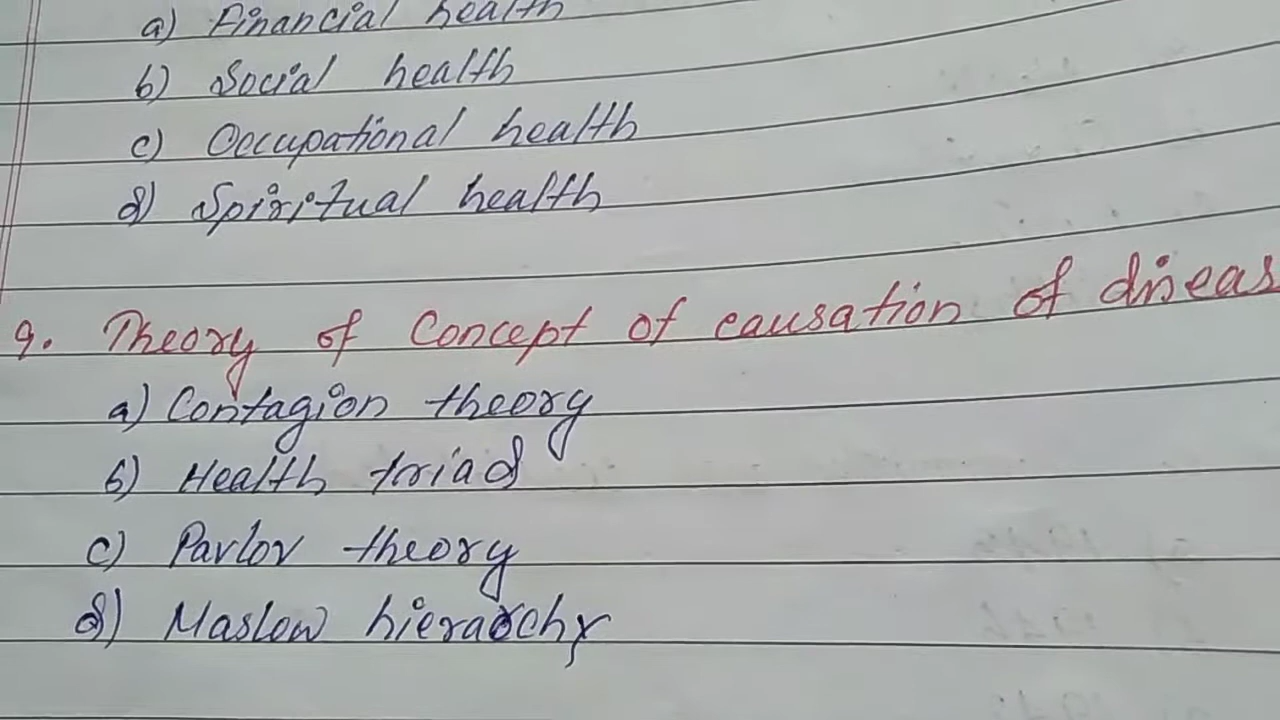 a) Financial health
b) Social health
c) Occupational health
d) Spiritual health
9. Theory of Concept of causation of diseas
a) Contagion theory
b) Health triad
c) Pavlov theory
d) Maslow hierarchy